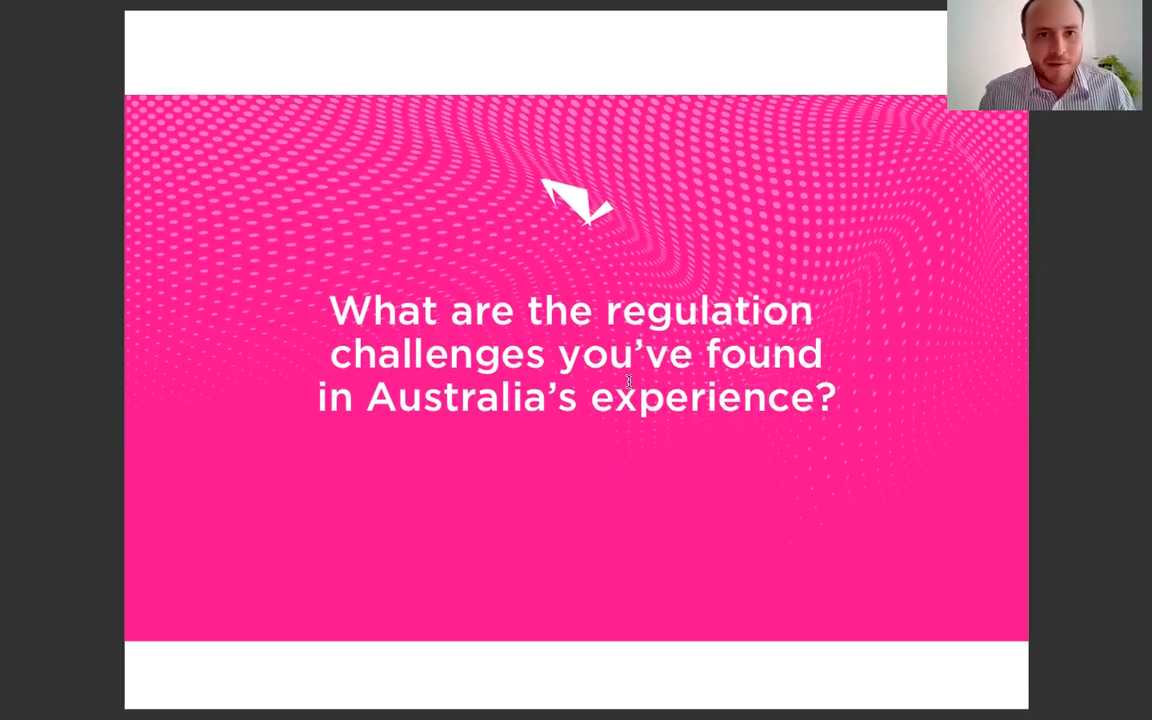 What are the regulation
challenges you’ve found
in Australia’s experience?